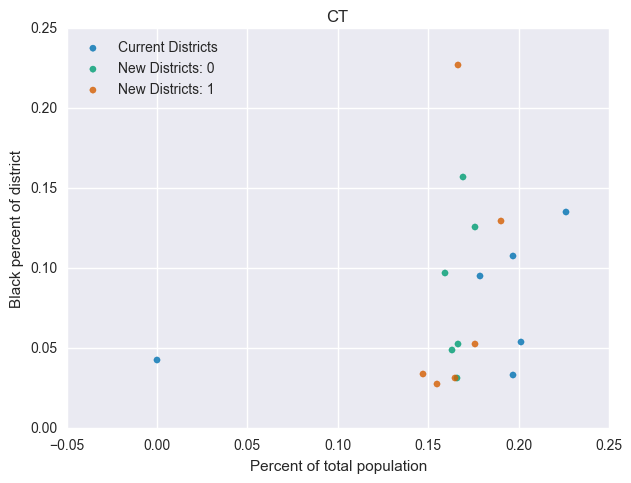 CT
0.25
Current Districts
New Districts: 0
New Districts: 1
0.20
0.15
0.10
0.05
0.00
Black percent of district
−0.05 0.00 0.05 0.10 0.15 0.20 0.25
Percent of total population